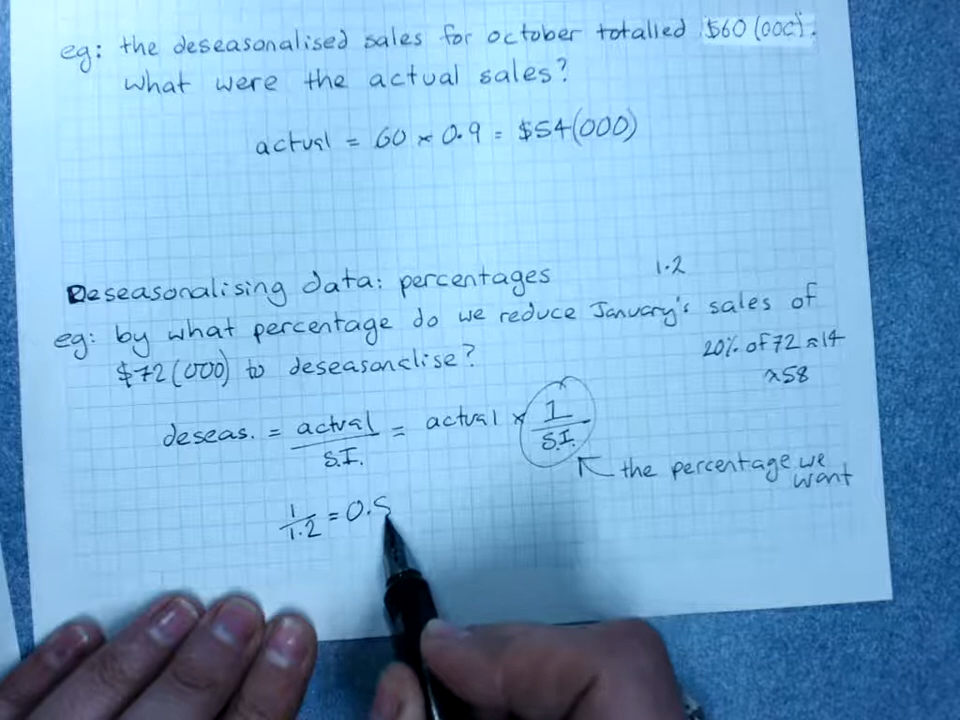 eg: the deseasonalised sales for october totalled $60(000).
what were the actual sales?
actual = 60 × 0.9 = $54(000)
Deseasonalising data: percentages
1.2
eg: by what percentage do we reduce January's sales of
$72(000) to deseasonalise?
20% of 72 ≈ 14
≈58
deseas. = actual/S.I. = actual × 1/S.I.
the percentage we
want
1/1.2 = 0.8